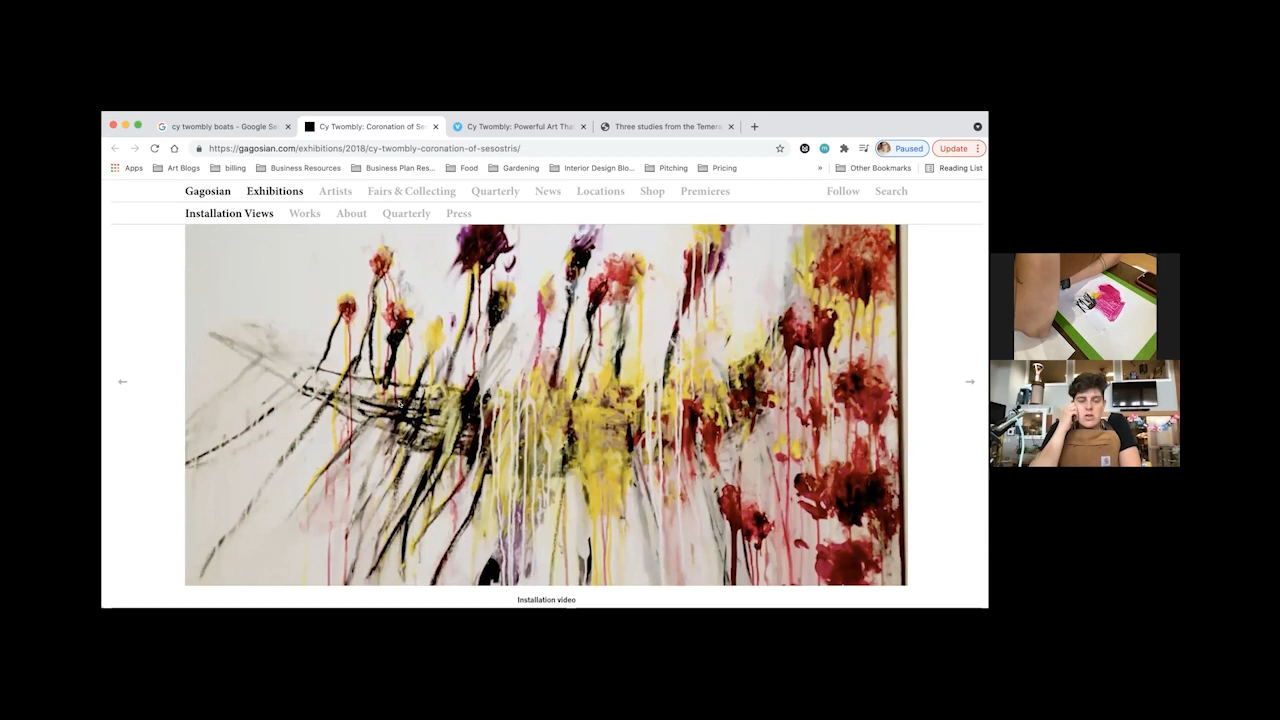 cy twombly boats - Google Se
Cy Twombly: Coronation of Ses
Cy Twombly: Powerful Art Tha
Three studies from the Temera
https://gagosian.com/exhibitions/2018/cy-twombly-coronation-of-sesostris/
Paused
Update
Apps
Art Blogs
billing
Business Resources
Business Plan Res...
Food
Gardening
Interior Design Blo...
Pitching
Pricing
»
Other Bookmarks
Reading List
Gagosian Exhibitions Artists Fairs & Collecting Quarterly News Locations Shop Premieres Follow Search
Installation Views Works About Quarterly Press
Installation video